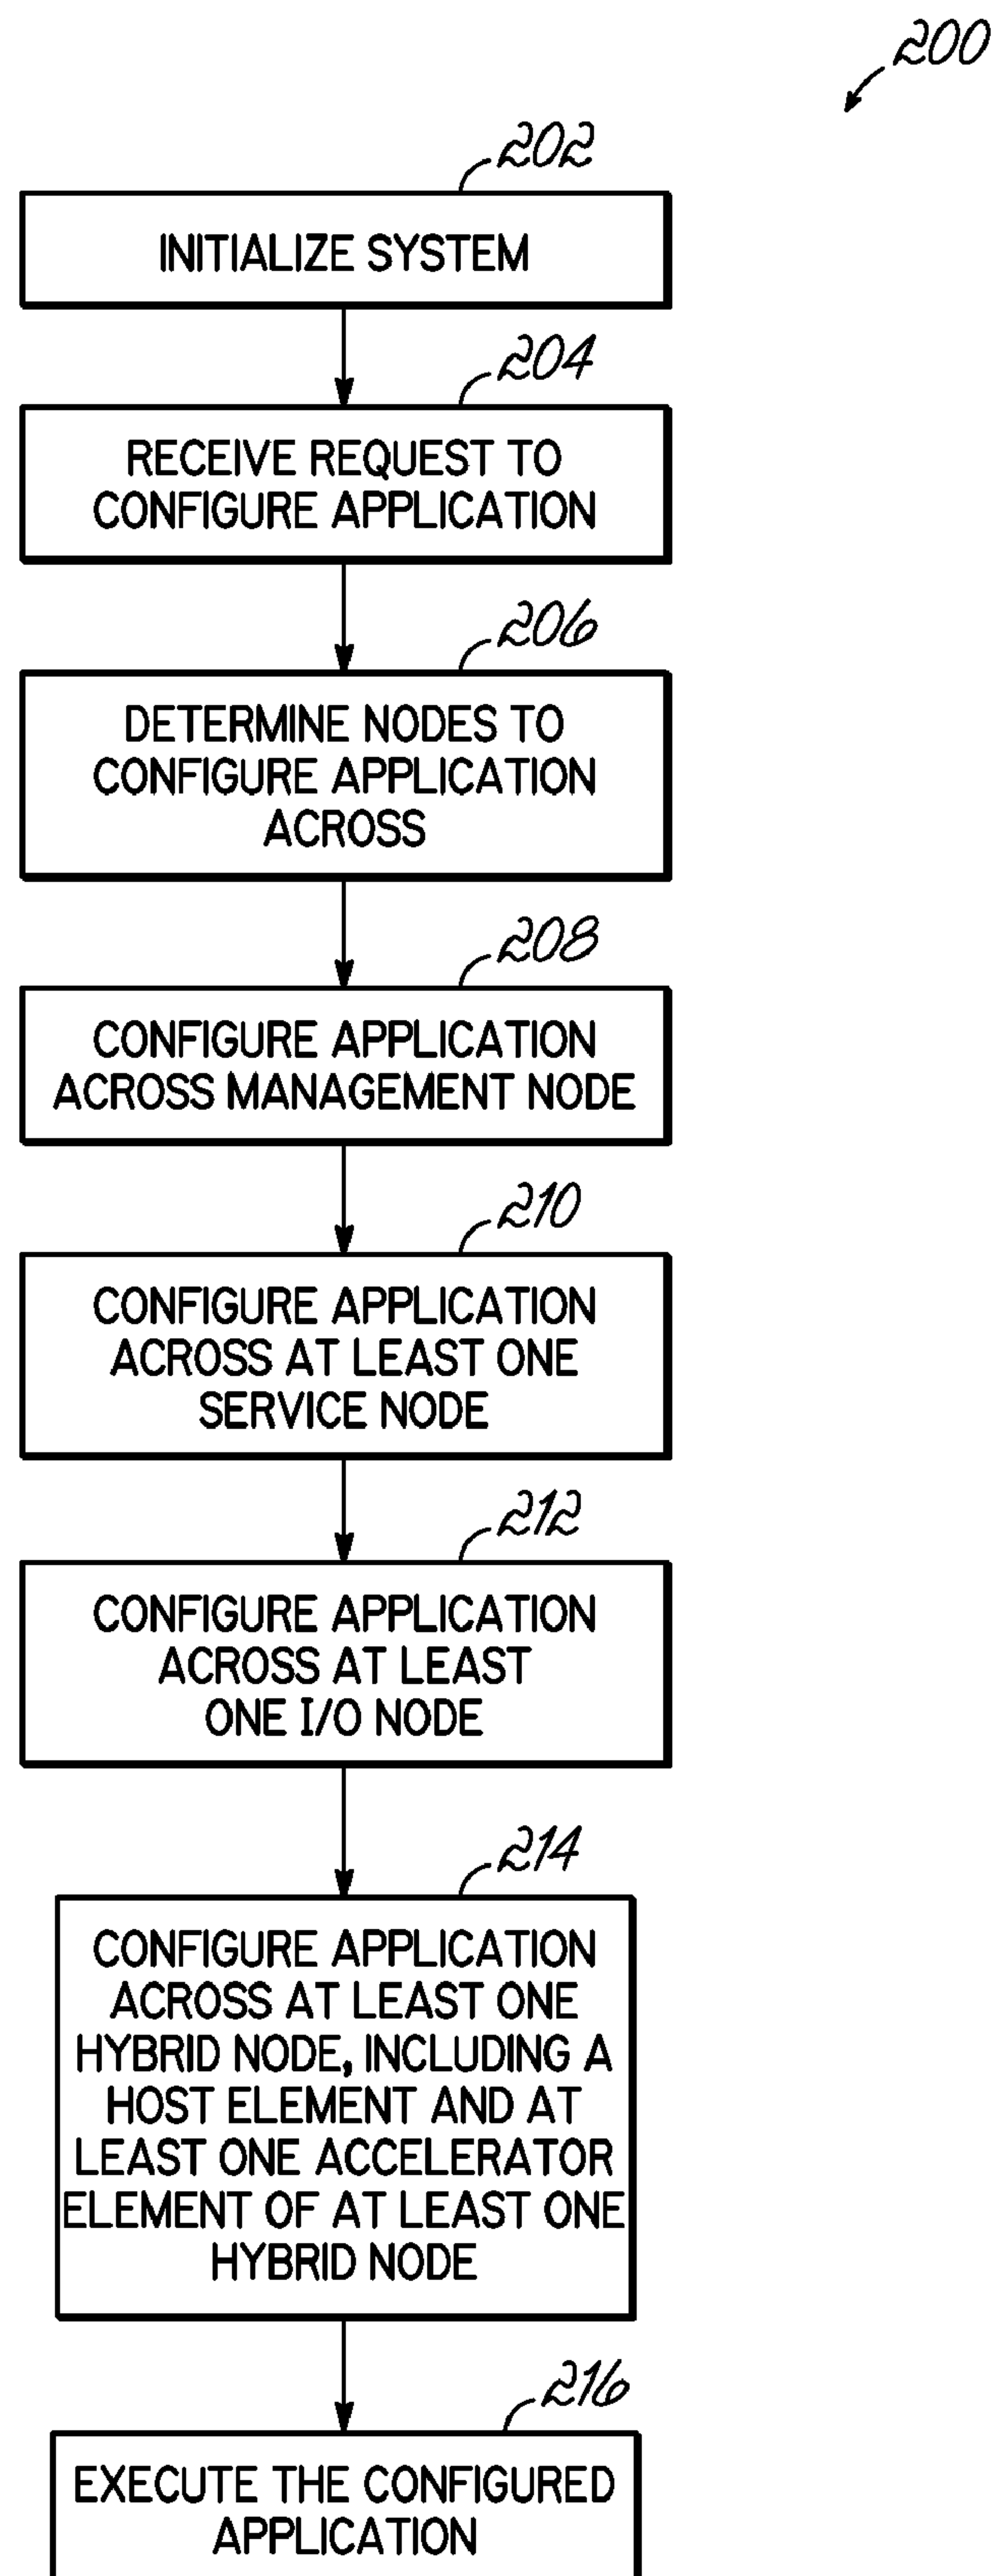 200
202
INITIALIZE SYSTEM
204
RECEIVE REQUEST TO
CONFIGURE APPLICATION
206
DETERMINE NODES TO
CONFIGURE APPLICATION
ACROSS
208
CONFIGURE APPLICATION
ACROSS MANAGEMENT NODE
210
CONFIGURE APPLICATION
ACROSS AT LEAST ONE
SERVICE NODE
212
CONFIGURE APPLICATION
ACROSS AT LEAST
ONE I/O NODE
214
CONFIGURE APPLICATION
ACROSS AT LEAST ONE
HYBRID NODE, INCLUDING A
HOST ELEMENT AND AT
LEAST ONE ACCELERATOR
ELEMENT OF AT LEAST ONE
HYBRID NODE
216
EXECUTE THE CONFIGURED
APPLICATION